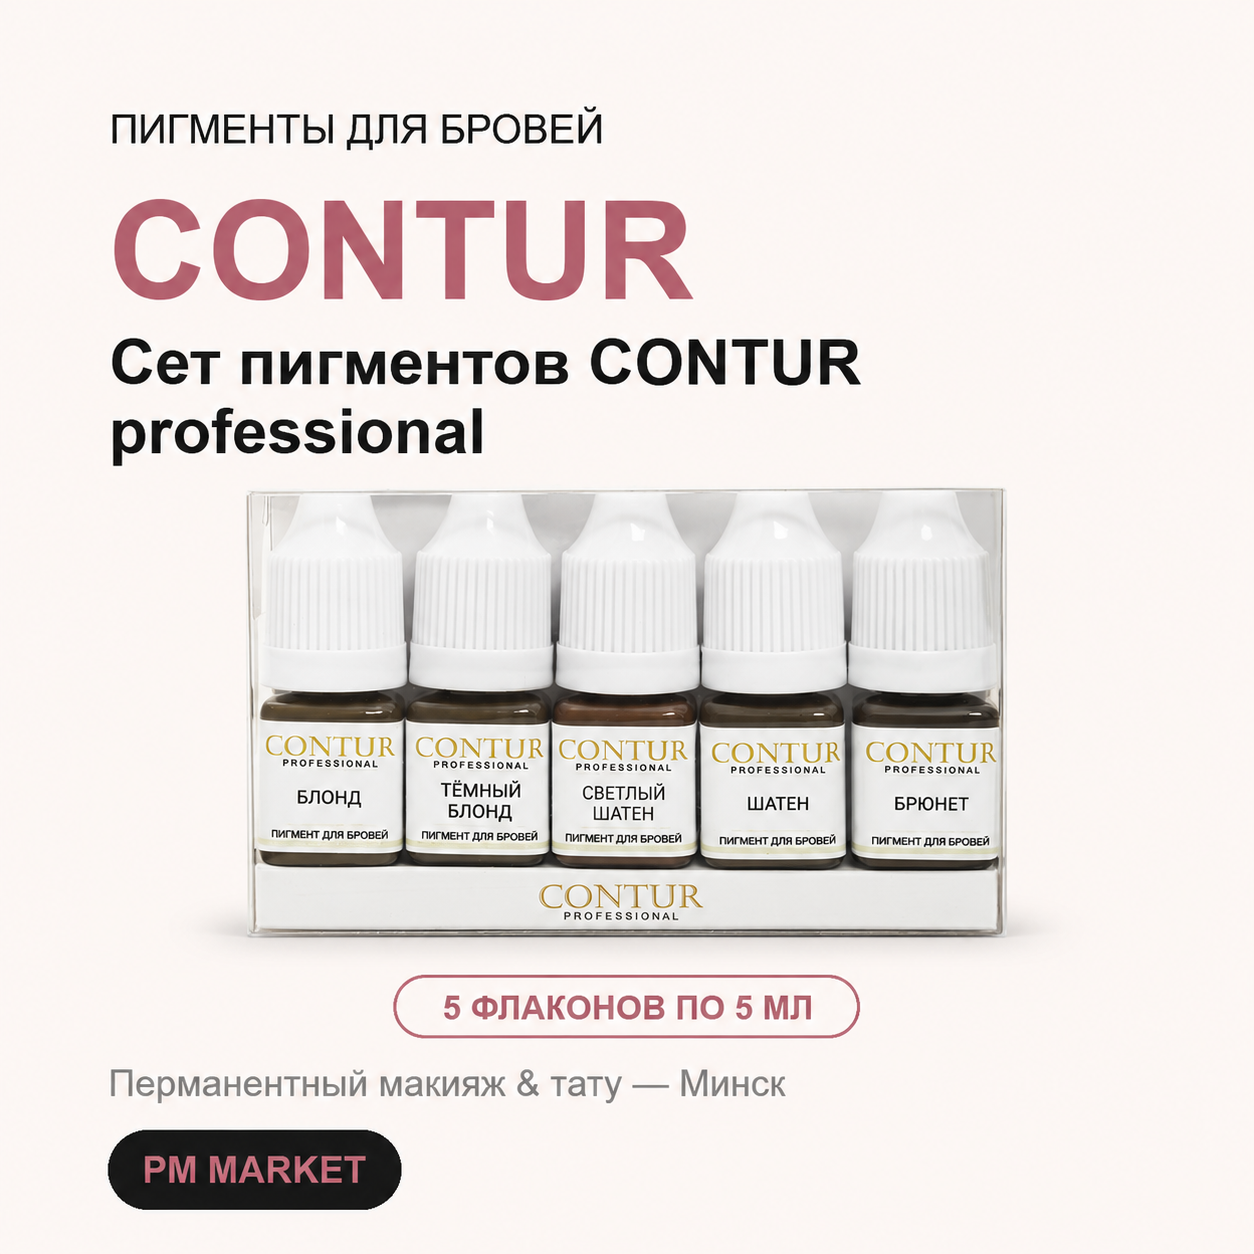 ПИГМЕНТЫ ДЛЯ БРОВЕЙ
CONTUR
Сет пигментов CONTUR
professional
CONTUR
PROFESSIONAL
БЛОНД
ПИГМЕНТ ДЛЯ БРОВЕЙ
CONTUR
PROFESSIONAL
ТЁМНЫЙ
БЛОНД
ПИГМЕНТ ДЛЯ БРОВЕЙ
CONTUR
PROFESSIONAL
СВЕТЛЫЙ
ШАТЕН
ПИГМЕНТ ДЛЯ БРОВЕЙ
CONTUR
PROFESSIONAL
ШАТЕН
ПИГМЕНТ ДЛЯ БРОВЕЙ
CONTUR
PROFESSIONAL
БРЮНЕТ
ПИГМЕНТ ДЛЯ БРОВЕЙ
CONTUR
PROFESSIONAL
5 ФЛАКОНОВ ПО 5 МЛ
Перманентный макияж & тату — Минск
PM MARKET